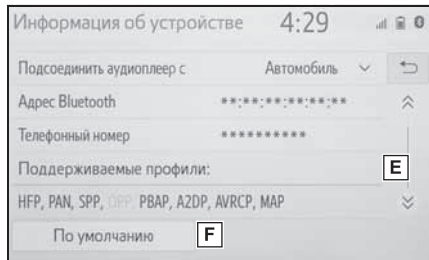 Информация об устройстве 4:29
Подсоединить аудиоплеер с Автомобиль
Адрес Bluetooth **:**:**:**:**:**
Телефонный номер **********
Поддерживаемые профили:
E
HFP, PAN, SPP, OPP, PBAP, A2DP, AVRCP, MAP
По умолчанию F